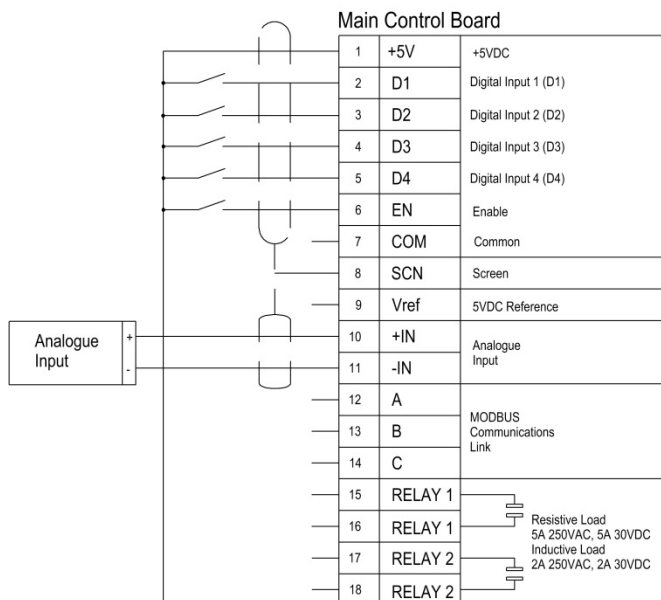 Main Control Board
1 +5V +5VDC
2 D1 Digital Input 1 (D1)
3 D2 Digital Input 2 (D2)
4 D3 Digital Input 3 (D3)
5 D4 Digital Input 4 (D4)
6 EN Enable
7 COM Common
8 SCN Screen
9 Vref 5VDC Reference
Analogue
Input
+
-
10 +IN
11 -IN
Analogue
Input
12 A
13 B
14 C
MODBUS
Communications
Link
15 RELAY 1
16 RELAY 1
17 RELAY 2
18 RELAY 2
Resistive Load
5A 250VAC, 5A 30VDC
Inductive Load
2A 250VAC, 2A 30VDC